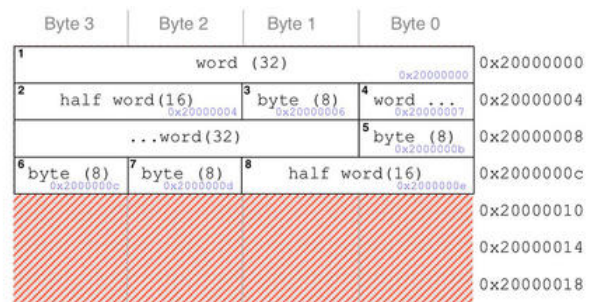 Byte 3 Byte 2 Byte 1 Byte 0
1 word (32) 0x20000000 0x20000000
2 half word(16) 0x20000004 3 byte (8) 0x20000006 4 word ... 0x20000007 0x20000004
...word(32) 5 byte (8) 0x2000000b 0x20000008
6 byte (8) 0x2000000c 7 byte (8) 0x2000000d 8 half word(16) 0x2000000e 0x2000000c
0x20000010
0x20000014
0x20000018